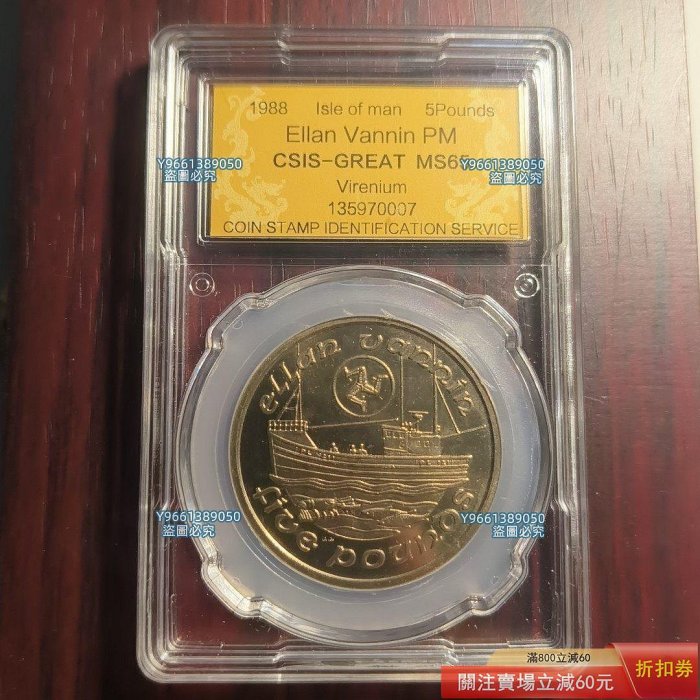 1988 Isle of man 5Pounds
Ellan Vannin PM
CSIS-GREAT MS65
Virenium
135970007
COIN STAMP IDENTIFICATION SERVICE
Y9661389050
盜圖必究
Y9661389050
盜圖必究
ellan vannin
five pounds
Y9661389050
盜圖必究
Y9661389050
盜圖必究
滿800立減60
關注賣場立減60元
折扣券